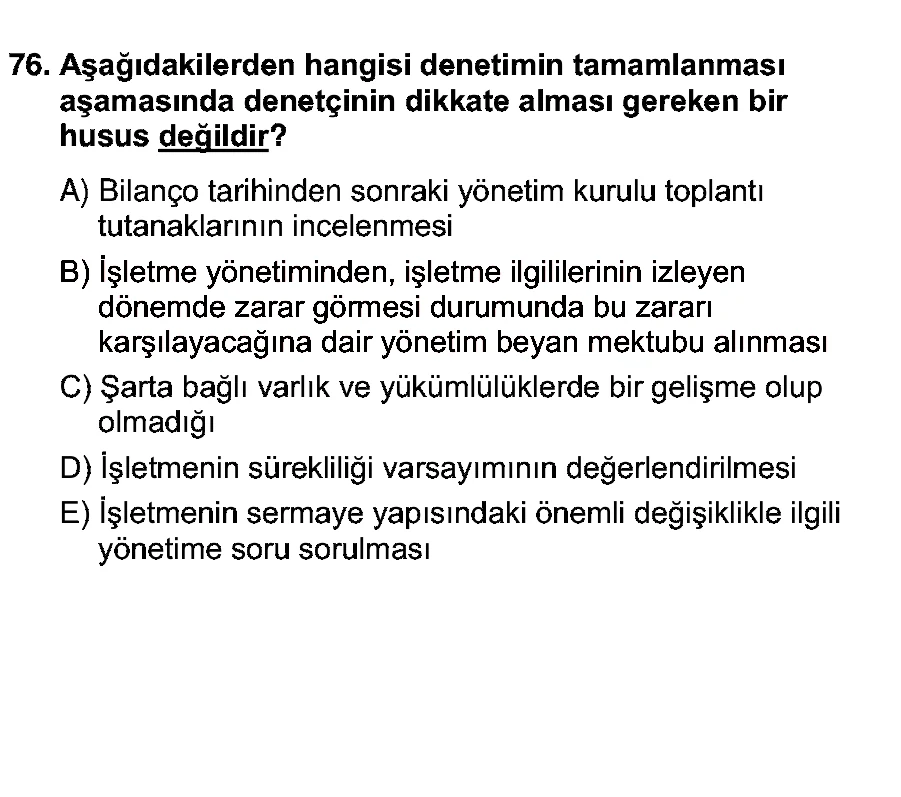 76. Aşağıdakilerden hangisi denetimin tamamlanması
aşamasında denetçinin dikkate alması gereken bir
husus değildir?
A) Bilanço tarihinden sonraki yönetim kurulu toplantı
tutanaklarının incelenmesi
B) İşletme yönetiminden, işletme ilgililerinin izleyen
dönemde zarar görmesi durumunda bu zararı
karşılayacağına dair yönetim beyan mektubu alınması
C) Şarta bağlı varlık ve yükümlülüklerde bir gelişme olup
olmadığı
D) İşletmenin sürekliliği varsayımının değerlendirilmesi
E) İşletmenin sermaye yapısındaki önemli değişiklikle ilgili
yönetime soru sorulması